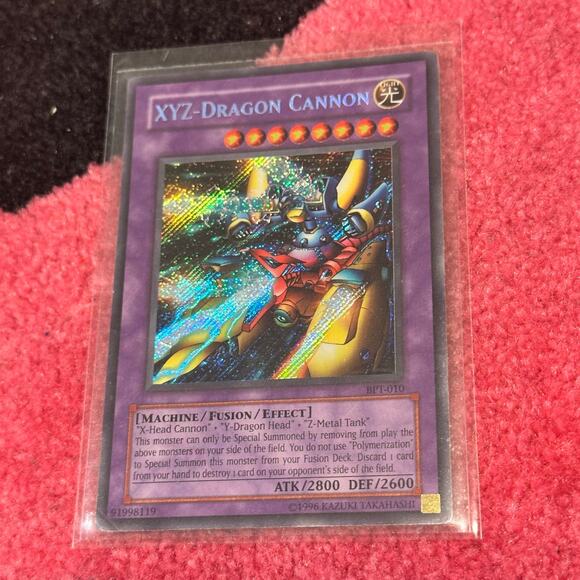 XYZ-DRAGON CANNON
LIGHT
光
BPT-010
[MACHINE/FUSION/EFFECT]
"X-Head Cannon" • "Y-Dragon Head" • "Z-Metal Tank"
This monster can only be Special Summoned by removing from play the
above monsters on your side of the field. You do not use "Polymerization"
to Special Summon this monster from your Fusion Deck. Discard 1 card
from your hand to destroy 1 card on your opponent's side of the field.
ATK/2800 DEF/2600
91998119
©1996 KAZUKI TAKAHASHI